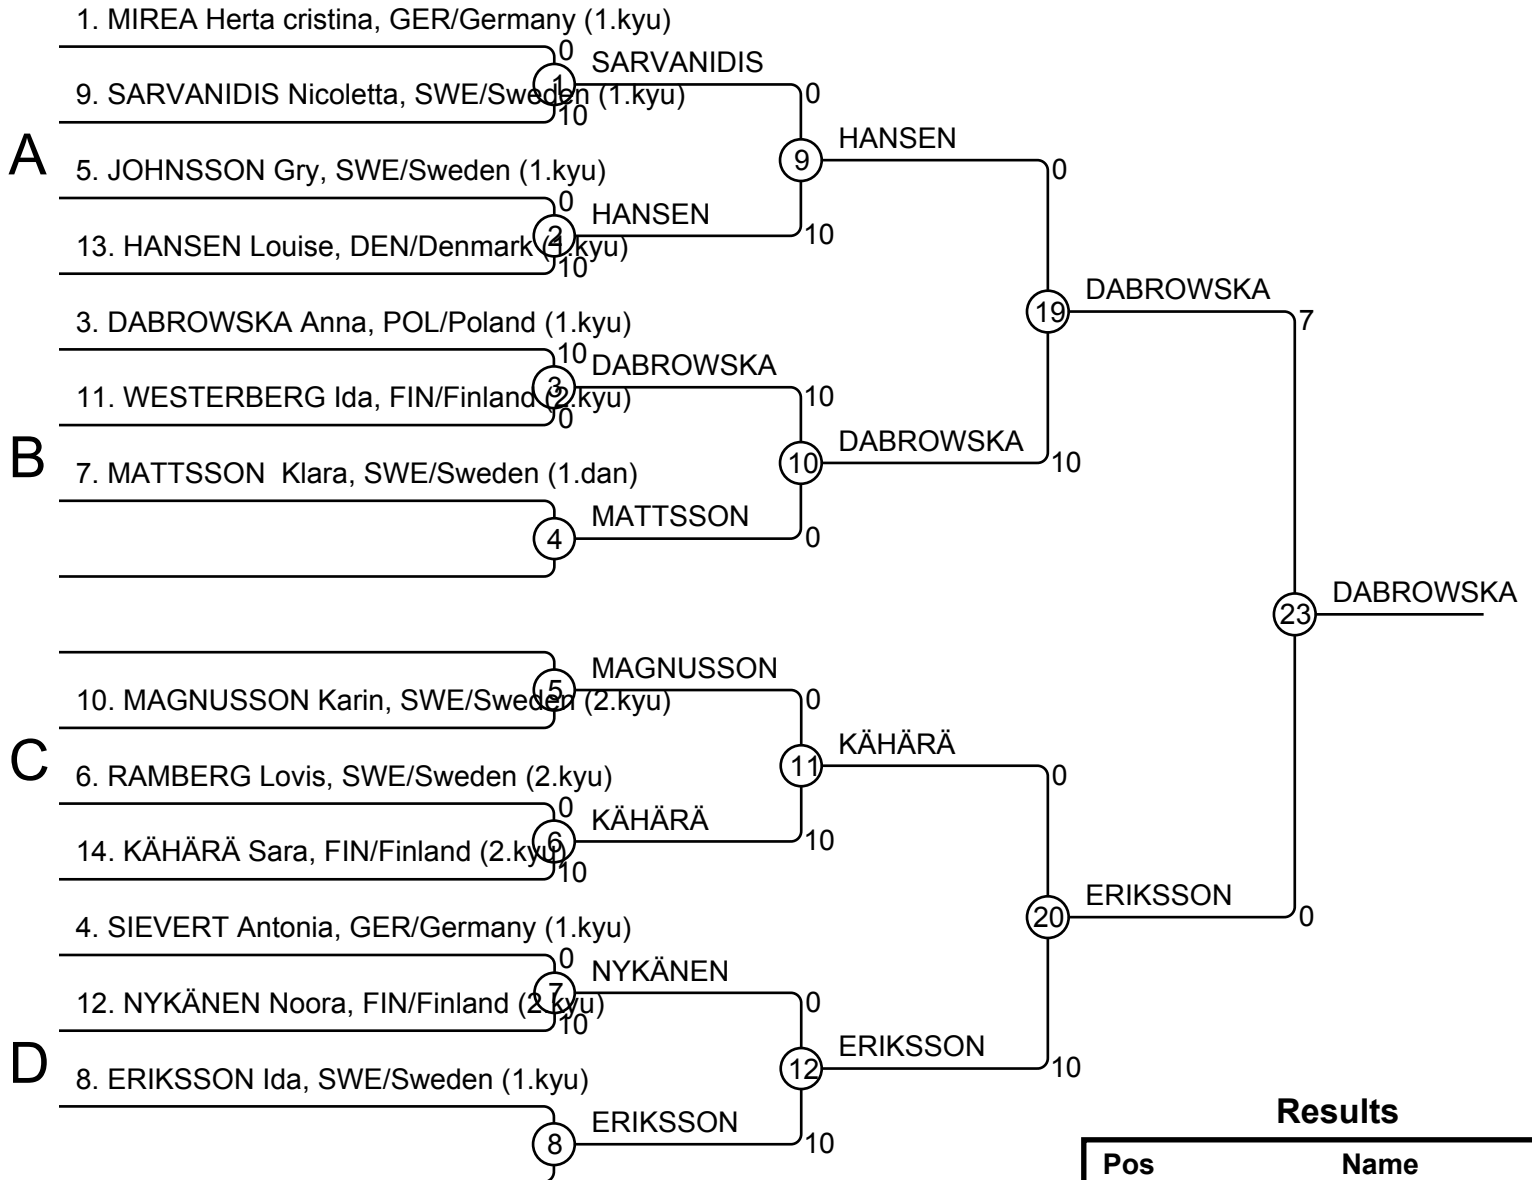 1. MIREA Herta cristina, GER/Germany (1.kyu)
0
SARVANIDIS
1
9. SARVANIDIS Nicoletta, SWE/Sweden (1.kyu)
0
10
A
HANSEN
9
5. JOHNSSON Gry, SWE/Sweden (1.kyu)
0
0
HANSEN
2
10
13. HANSEN Louise, DEN/Denmark (1.kyu)
10
DABROWSKA
19
3. DABROWSKA Anna, POL/Poland (1.kyu)
7
10
DABROWSKA
3
11. WESTERBERG Ida, FIN/Finland (2.kyu)
10
0
B
DABROWSKA
10
10
7. MATTSSON  Klara, SWE/Sweden (1.dan)
MATTSSON
4
0
DABROWSKA
23
MAGNUSSON
5
10. MAGNUSSON Karin, SWE/Sweden (2.kyu)
0
C
KÄHÄRÄ
11
6. RAMBERG Lovis, SWE/Sweden (2.kyu)
0
0
KÄHÄRÄ
6
10
14. KÄHÄRÄ Sara, FIN/Finland (2.kyu)
10
ERIKSSON
20
0
4. SIEVERT Antonia, GER/Germany (1.kyu)
0
NYKÄNEN
7
12. NYKÄNEN Noora, FIN/Finland (2.kyu)
0
10
D
ERIKSSON
12
10
8. ERIKSSON Ida, SWE/Sweden (1.kyu)
ERIKSSON
8
10
Results
Pos Name